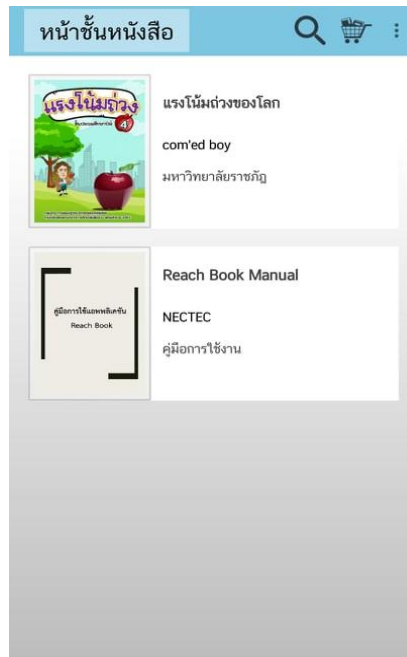 หน้าชั้นหนังสือ
แรงโน้มถ่วง
4
แรงโน้มถ่วงของโลก
com'ed boy
มหาวิทยาลัยราชภัฏ
คู่มือการใช้แอพพลิเคชัน
Reach Book
Reach Book Manual
NECTEC
คู่มือการใช้งาน